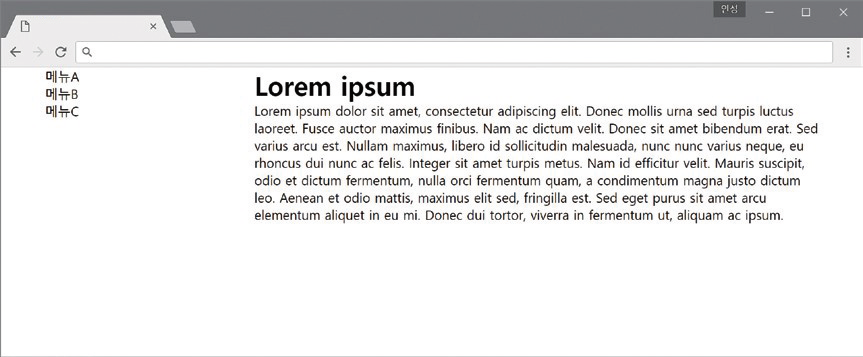 인싱
메뉴A
메뉴B
메뉴C
Lorem ipsum
Lorem ipsum dolor sit amet, consectetur adipiscing elit. Donec mollis urna sed turpis luctus
laoreet. Fusce auctor maximus finibus. Nam ac dictum velit. Donec sit amet bibendum erat. Sed
varius arcu est. Nullam maximus, libero id sollicitudin malesuada, nunc nunc varius neque, eu
rhoncus dui nunc ac felis. Integer sit amet turpis metus. Nam id efficitur velit. Mauris suscipit,
odio et dictum fermentum, nulla orci fermentum quam, a condimentum magna justo dictum
leo. Aenean et odio mattis, maximus elit sed, fringilla est. Sed eget purus sit amet arcu
elementum aliquet in eu mi. Donec dui tortor, viverra in fermentum ut, aliquam ac ipsum.